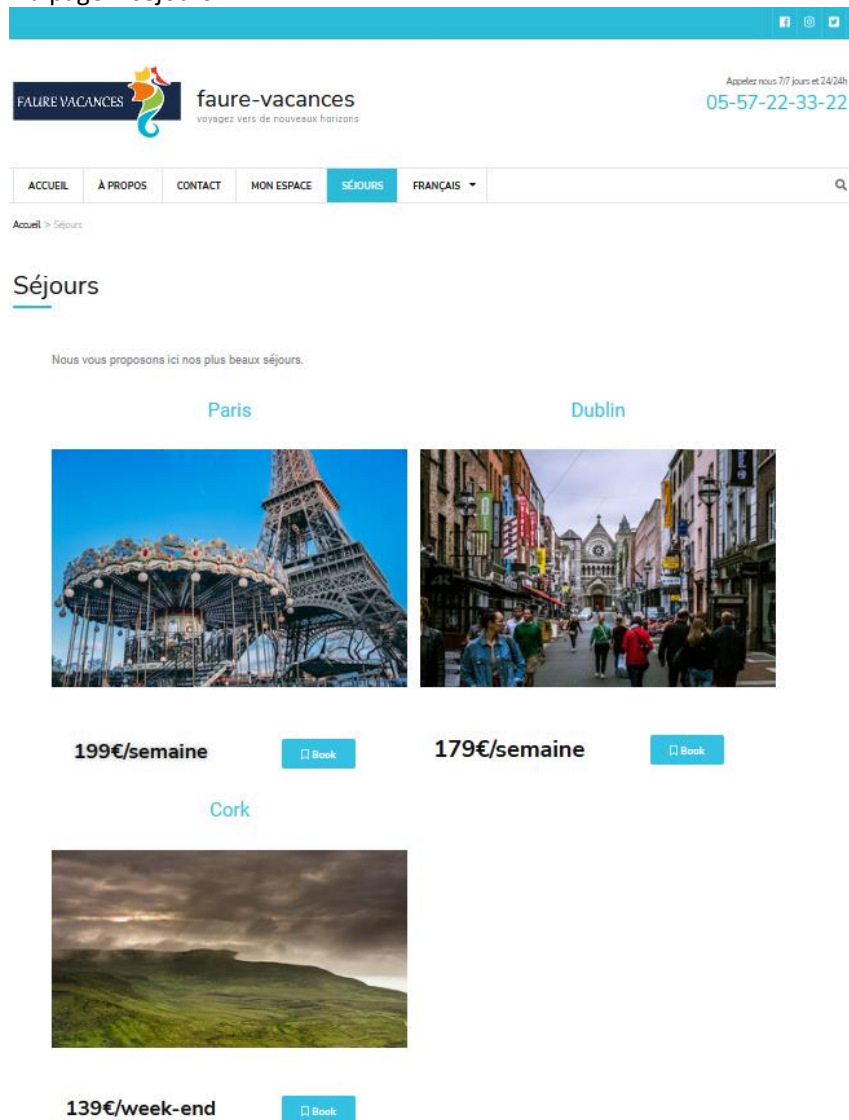 FAURE VACANCES
faure-vacances
voyagez vers de nouveaux horizons
Appelez nous 7/7 jours et 24/24h
05-57-22-33-22
ACCUEIL À PROPOS CONTACT MON ESPACE SÉJOURS FRANÇAIS
Accueil > Séjours
Séjours
Nous vous proposons ici nos plus beaux séjours.
Paris Dublin
199€/semaine Book 179€/semaine Book
Cork
139€/week-end Book